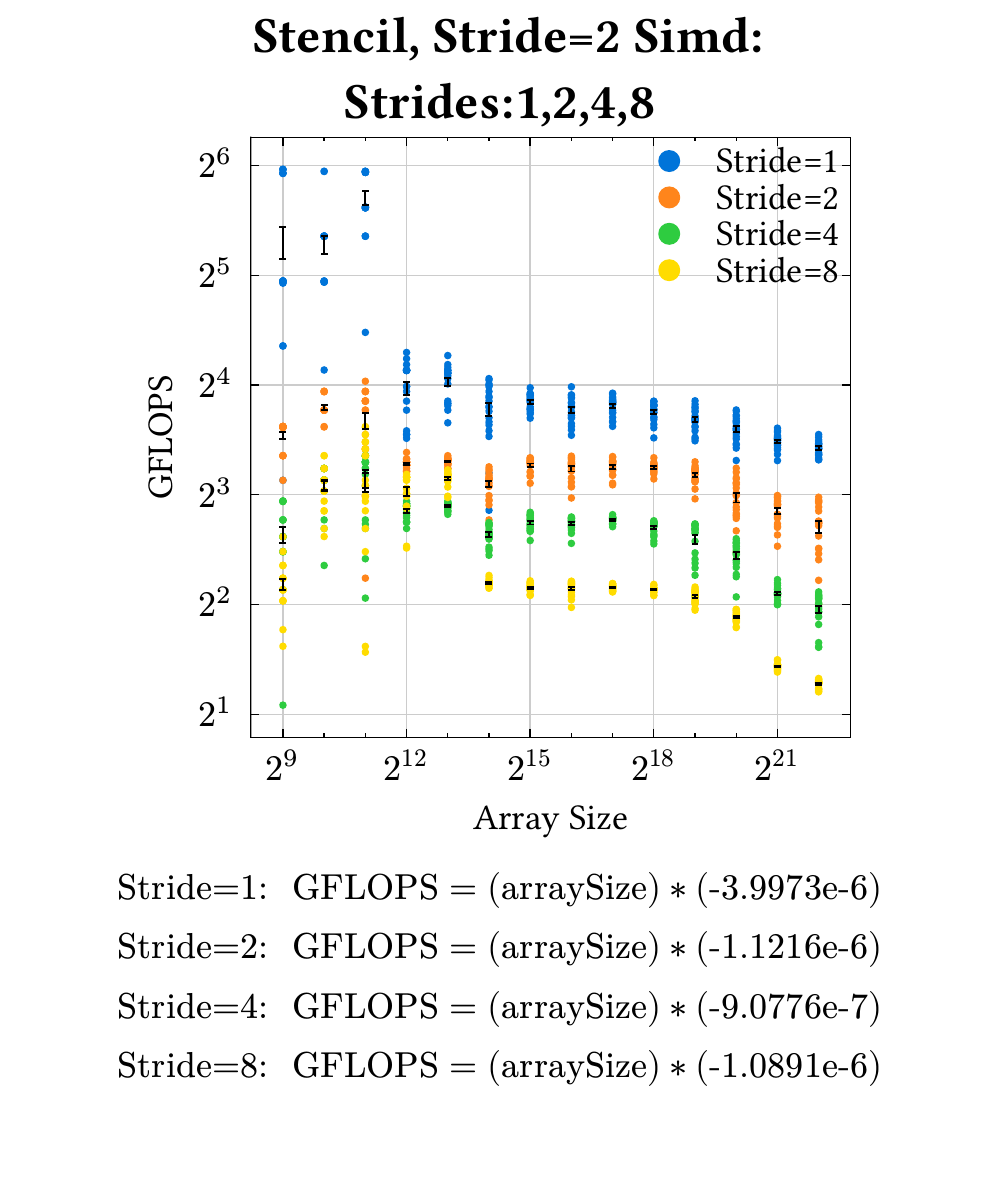 Stencil, Stride=2 Simd:
Strides:1,2,4,8
2^6
2^5
2^4
2^3
2^2
2^1
GFLOPS
Stride=1
Stride=2
Stride=4
Stride=8
2^9 2^12 2^15 2^18 2^21
Array Size
Stride=1: GFLOPS = (arraySize) ∗ (-3.9973e-6)
Stride=2: GFLOPS = (arraySize) ∗ (-1.1216e-6)
Stride=4: GFLOPS = (arraySize) ∗ (-9.0776e-7)
Stride=8: GFLOPS = (arraySize) ∗ (-1.0891e-6)